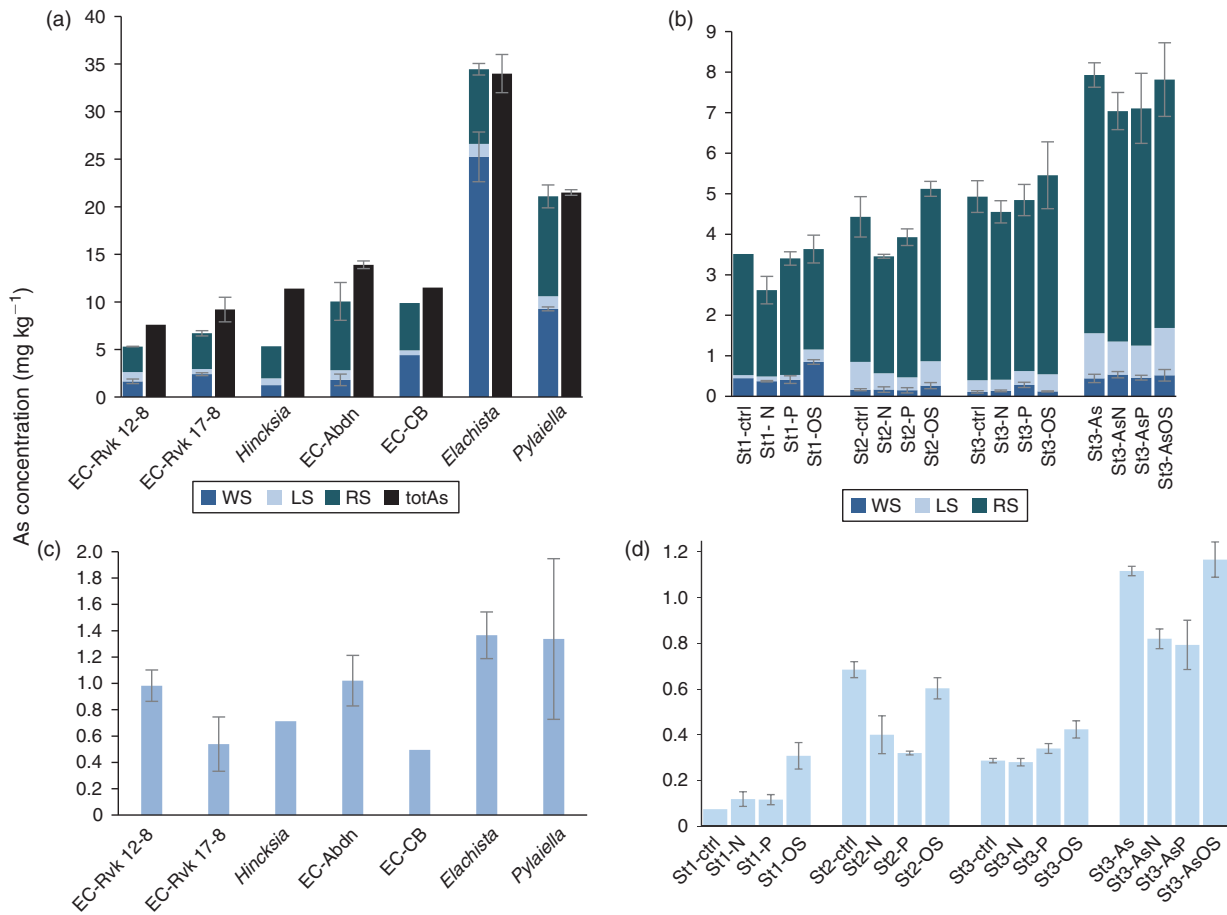 As concentration (mg kg⁻¹)
(a)
40
35
30
25
20
15
10
5
0
EC-Rvk 12-8
EC-Rvk 17-8
Hincksia
EC-Abdn
EC-CB
Elachista
Pylaiella
WS LS RS totAs
(b)
9
8
7
6
5
4
3
2
1
0
St1-ctrl
St1- N
St1-P
St1-OS
St2-ctrl
St2-N
St2-P
St2-OS
St3-ctrl
St3-N
St3-P
St3-OS
St3-As
St3-AsN
St3-AsP
St3-AsOS
WS LS RS
(c)
2.0
1.8
1.6
1.4
1.2
1.0
0.8
0.6
0.4
0.2
0
EC-Rvk 12-8
EC-Rvk 17-8
Hincksia
EC-Abdn
EC-CB
Elachista
Pylaiella
(d)
1.2
1.0
0.8
0.6
0.4
0.2
0
St1-ctrl
St1-N
St1-P
St1-OS
St2-ctrl
St2-N
St2-P
St2-OS
St3-ctrl
St3-N
St3-P
St3-OS
St3-As
St3-AsN
St3-AsP
St3-AsOS